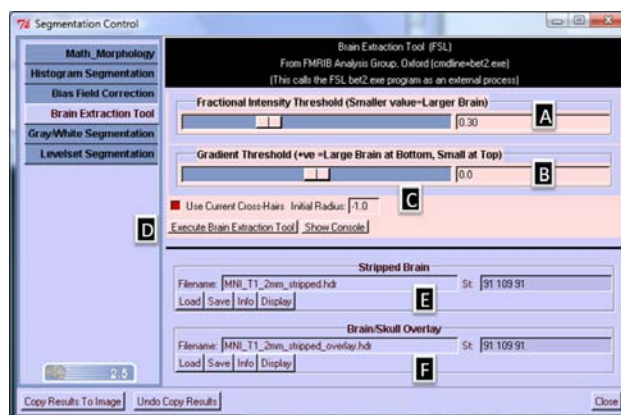 Segmentation Control
Math_Morphology
Histogram Segmentation
Bias Field Correction
Brain Extraction Tool
Gray/White Segmentation
Levelset Segmentation
2.5
Brain Extraction Tool (FSL)
From FMRIB Analysis Group, Oxford (cmdline=bet2.exe)
(This calls the FSL bet2.exe program as an external process)
Fractional Intensity Threshold (Smaller value=Larger Brain)
0.30 A
Gradient Threshold (+ve =Large Brain at Bottom, Small at Top)
0.0 B
C
Use Current Cross-Hairs Initial Radius: -1.0
D
Execute Brain Extraction Tool Show Console
Stripped Brain
Filename: MNI_T1_2mm_stripped.hdr St: 91 109 91
Load Save Info Display E
Brain/Skull Overlay
Filename: MNI_T1_2mm_stripped_overlay.hdr St: 91 109 91
Load Save Info Display F
Copy Results To Image Undo Copy Results Close